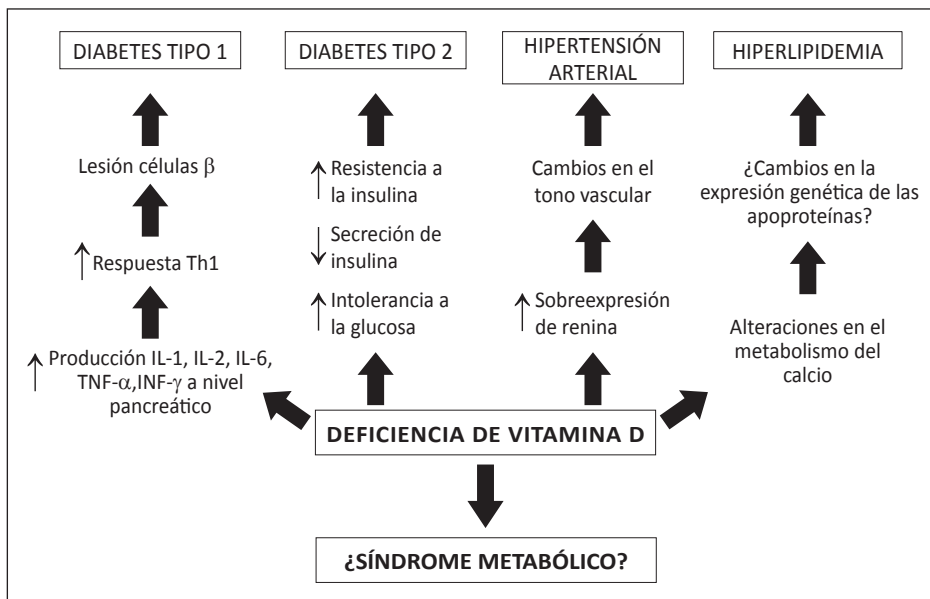 DIABETES TIPO 1
DIABETES TIPO 2
HIPERTENSIÓN
ARTERIAL
HIPERLIPIDEMIA
Lesión células β
↑ Resistencia a
la insulina
Cambios en el
tono vascular
¿Cambios en la
expresión genética de las
apoproteínas?
↑ Respuesta Th1
↓ Secreción de
insulina
↑ Intolerancia a
la glucosa
↑ Sobreexpresión
de renina
Alteraciones en el
metabolismo del
calcio
↑ Producción IL-1, IL-2, IL-6,
TNF-α,INF-γ a nivel
pancreático
DEFICIENCIA DE VITAMINA D
¿SÍNDROME METABÓLICO?